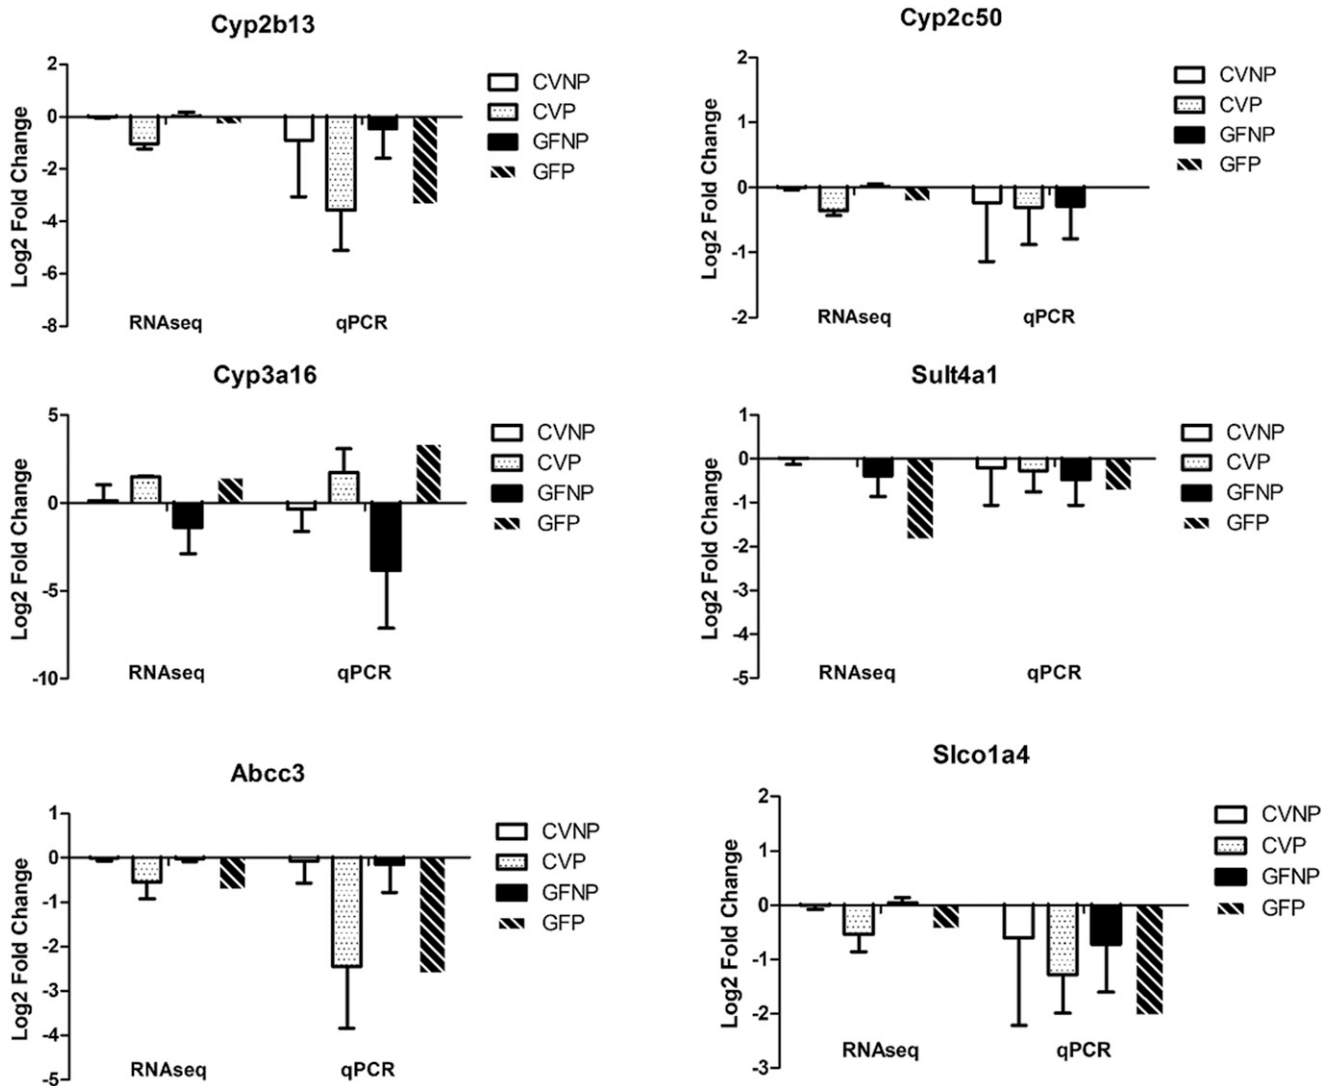 Cyp2b13
Log2 Fold Change
2
0
-2
-4
-6
-8
RNAseq
qPCR
CVNP
CVP
GFNP
GFP
Cyp2c50
Log2 Fold Change
2
1
0
-1
-2
RNAseq
qPCR
CVNP
CVP
GFNP
GFP
Cyp3a16
Log2 Fold Change
5
0
-5
-10
RNAseq
qPCR
CVNP
CVP
GFNP
GFP
Sult4a1
Log2 Fold Change
1
0
-1
-2
-3
-4
-5
RNAseq
qPCR
CVNP
CVP
GFNP
GFP
Abcc3
Log2 Fold Change
1
0
-1
-2
-3
-4
-5
RNAseq
qPCR
CVNP
CVP
GFNP
GFP
Slco1a4
Log2 Fold Change
2
1
0
-1
-2
-3
RNAseq
qPCR
CVNP
CVP
GFNP
GFP